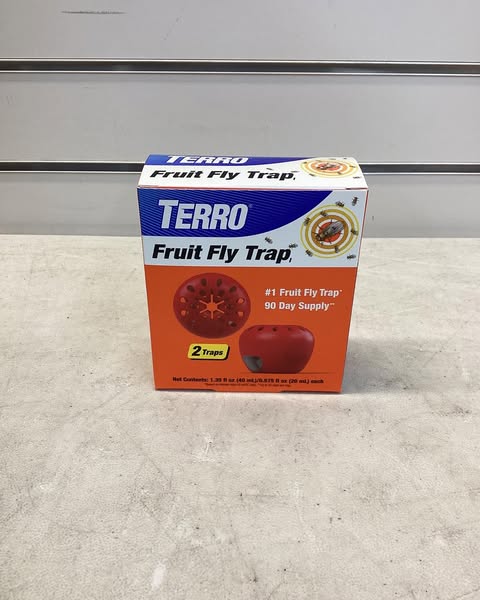 TERRO
Fruit Fly Trap
TERRO®
Fruit Fly Trap
#1 Fruit Fly Trap*
90 Day Supply**
2 Traps
Net Contents: 1.35 fl oz (40 mL)/0.675 fl oz (20 mL) each